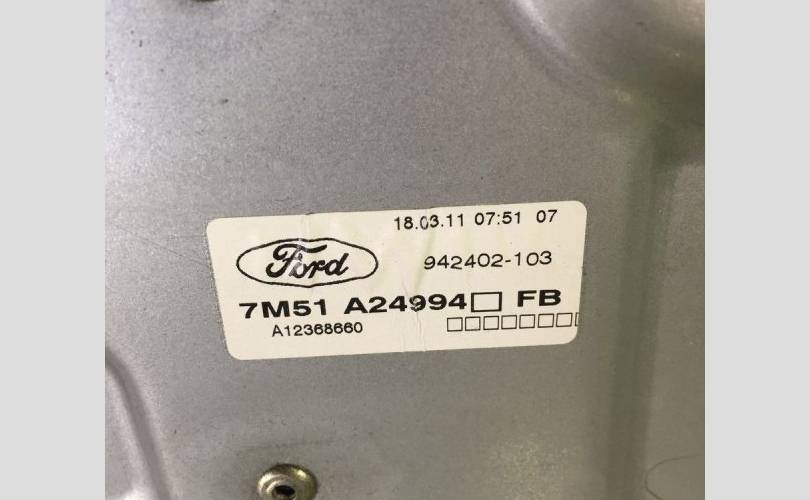 18.03.11 07:51 07
Ford
942402-103
7M51 A24994□ FB
A12368660
□□□□□□□□